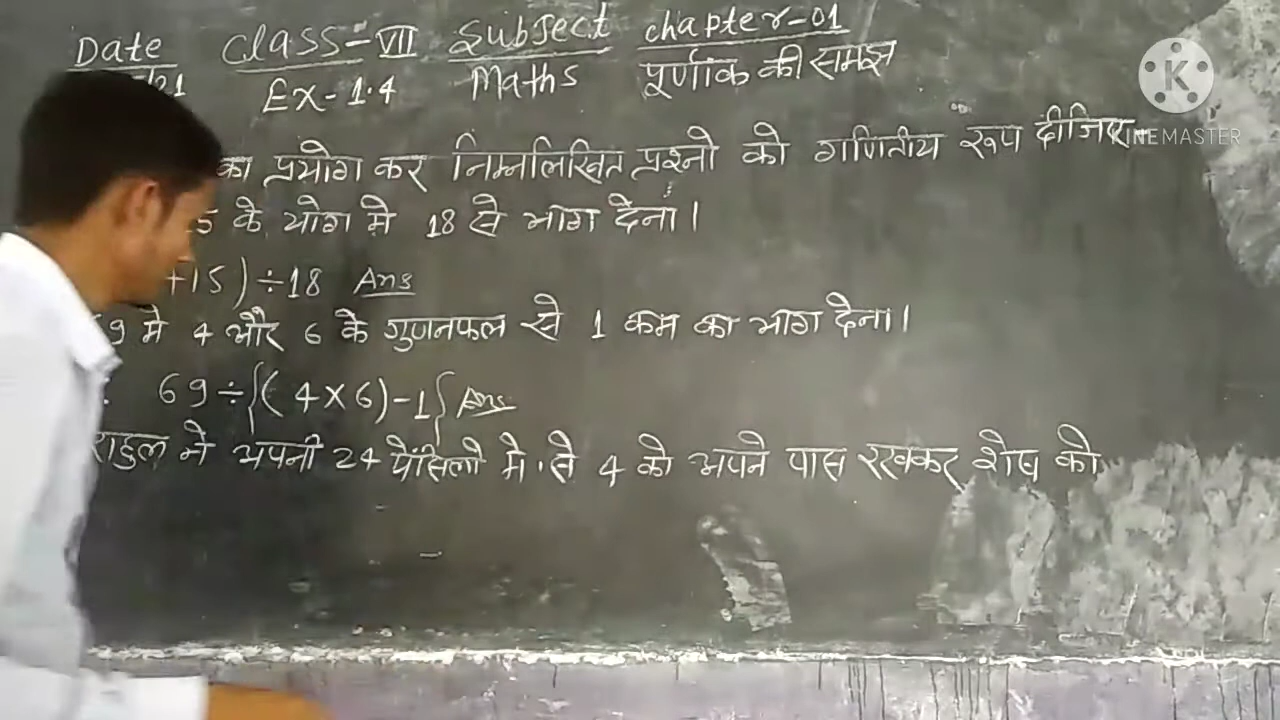 Date Class-VII Subject Chapter-01
21 Ex-1.4 Maths पूर्णांक की समझ
KINEMASTER
का प्रयोग कर निम्नलिखित प्रश्नो को गणितीय रूप दीजिए
5 के योग मे 18 से भाग देना।
+15) ÷ 18 Ans
69 मे 4 और 6 के गुणनफल से 1 कम का भाग देना।
69 ÷ {(4 × 6) - 1} Ans
राहुल ने अपनी 24 पेंसिलो मे से 4 को अपने पास रखकर शेष को